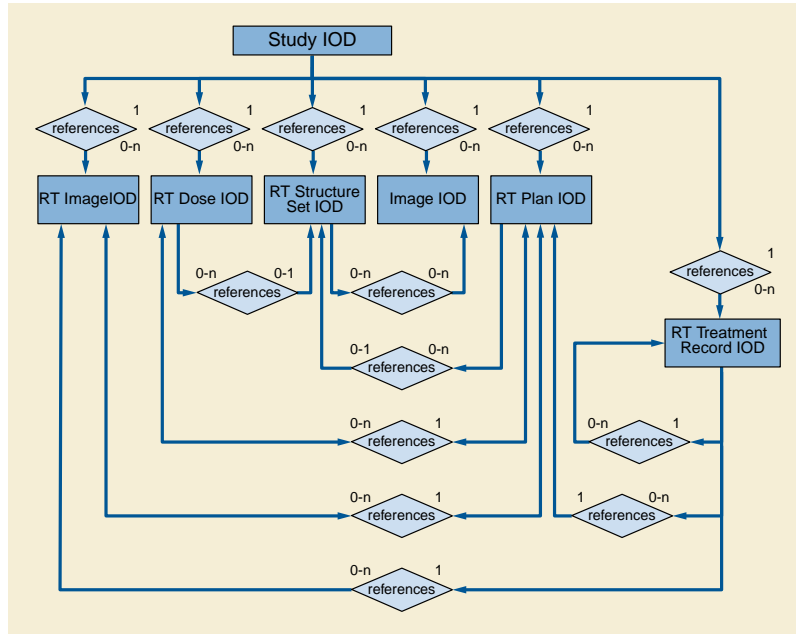 Study IOD
1
1
1
1
1
references
references
references
references
references
0-n
0-n
0-n
0-n
0-n
RT ImageIOD
RT Dose IOD
RT Structure
Set IOD
Image IOD
RT Plan IOD
1
references
0-n
0-n
0-1
references
0-n
0-n
references
RT Treatment
Record IOD
0-1
0-n
references
0-n
1
references
0-n
1
references
0-n
1
references
1
0-n
references
0-n
1
references